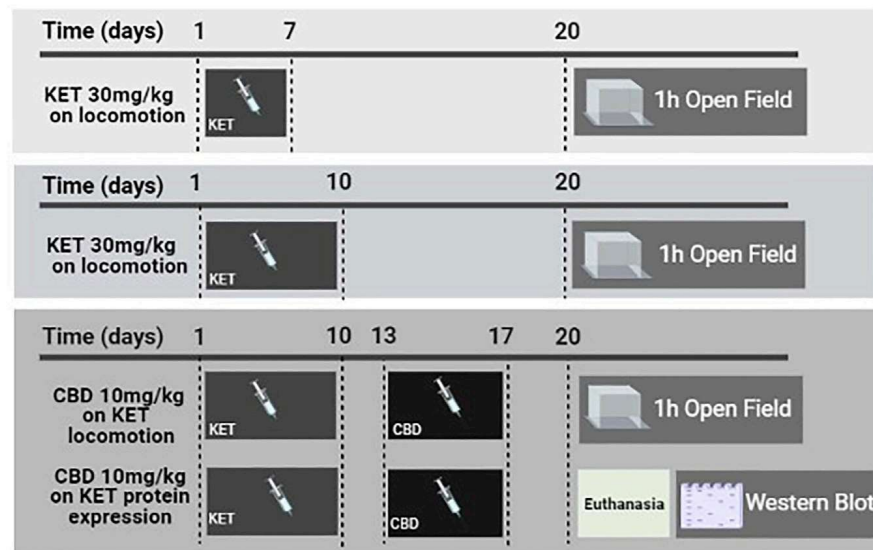 Time (days) 1 7 20
KET 30mg/kg
on locomotion
KET
1h Open Field
Time (days) 1 10 20
KET 30mg/kg
on locomotion
KET
1h Open Field
Time (days) 1 10 13 17 20
CBD 10mg/kg
on KET
locomotion
KET
CBD
1h Open Field
CBD 10mg/kg
on KET protein
expression
KET
CBD
Euthanasia
Western Blot